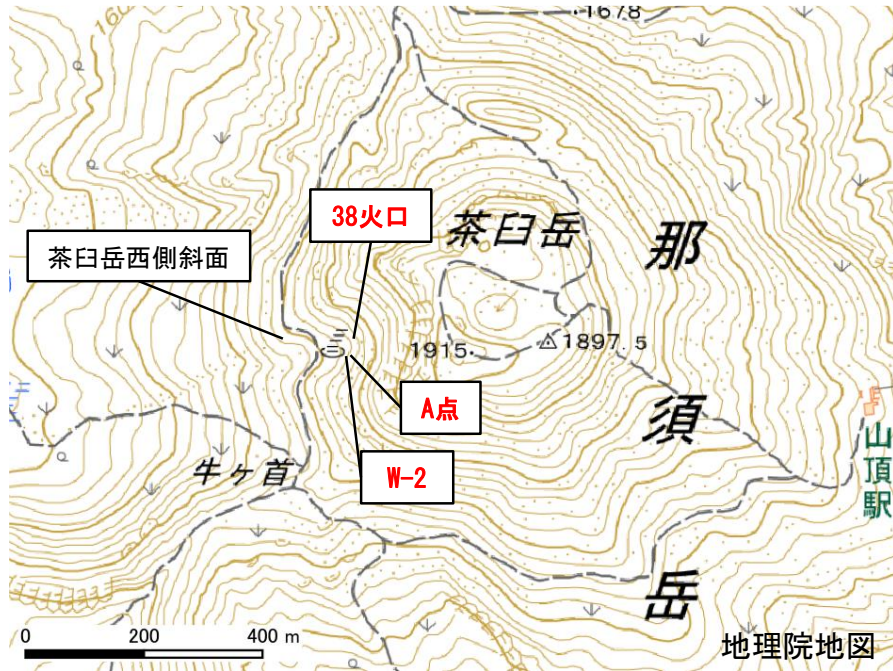 1678
38火口
茶臼岳
那
茶臼岳西側斜面
1915
1897.5
A点
須
山頂駅
牛ヶ首
W-2
岳
0 200 400 m
地理院地図